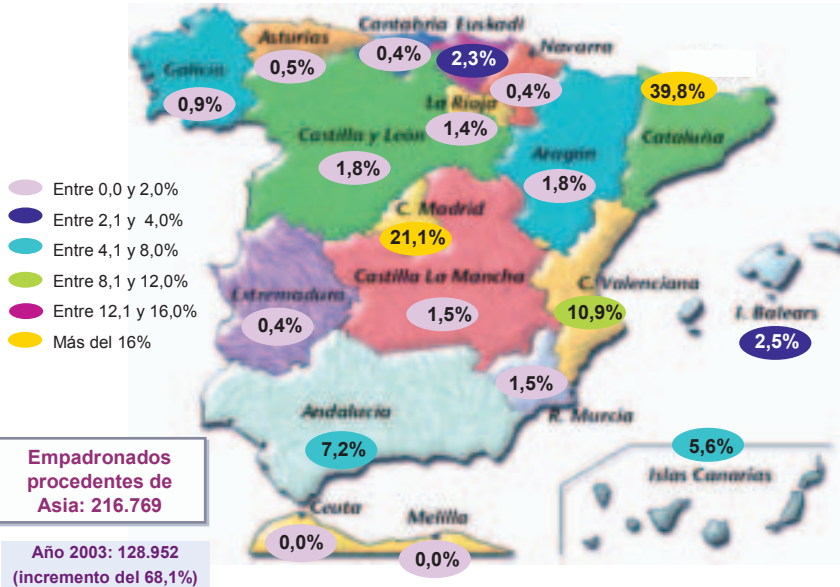 Cantabria Euskadi
Asturias
0,4%
2,3%
Navarra
0,5%
Galicia
0,4%
39,8%
0,9%
La Rioja
1,4%
Castilla y León
Cataluña
Aragón
1,8%
1,8%
Entre 0,0 y 2,0%
Entre 2,1 y 4,0%
Entre 4,1 y 8,0%
Entre 8,1 y 12,0%
Entre 12,1 y 16,0%
Más del 16%
C. Madrid
21,1%
Castilla La Mancha
C. Valenciana
Extremadura
1,5%
10,9%
I. Balears
0,4%
2,5%
1,5%
Andalucia
R. Murcia
7,2%
5,6%
Islas Canarias
Empadronados
procedentes de
Asia: 216.769
Ceuta
Melilla
0,0%
0,0%
Año 2003: 128.952
(incremento del 68,1%)